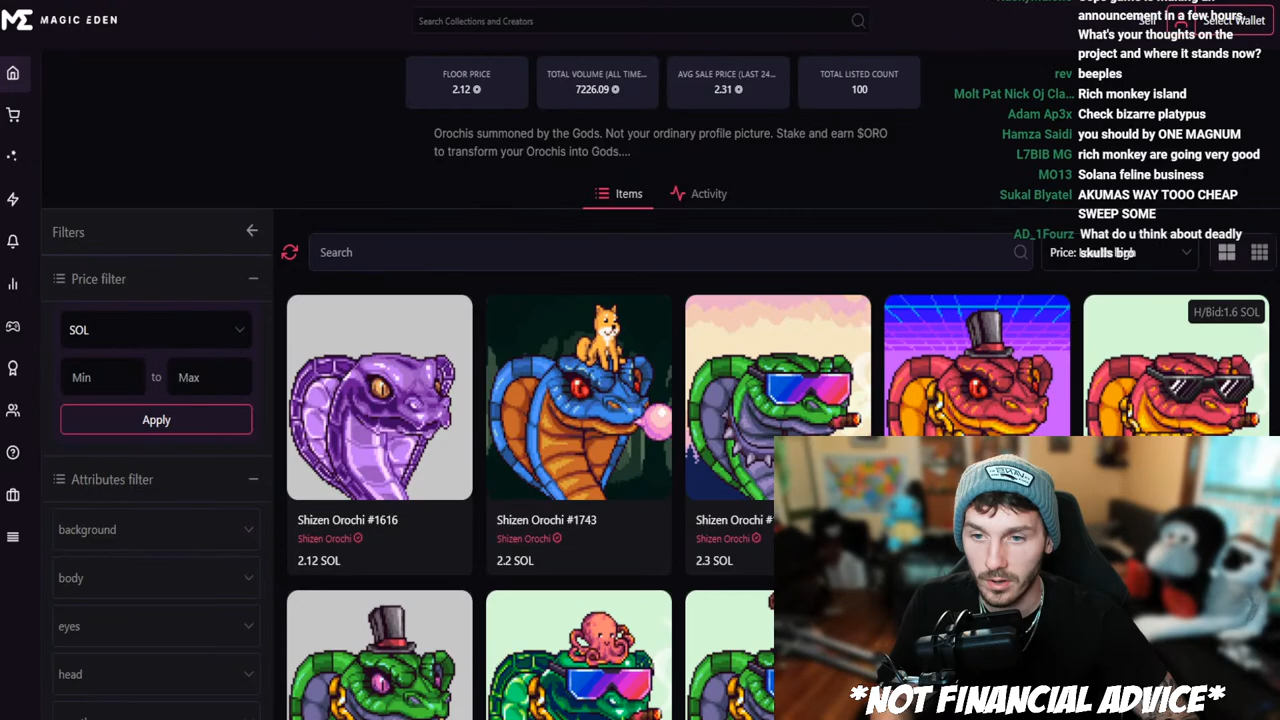 MAGIC EDEN
Search Collections and Creators
Sell
Select Wallet
announcement in a few hours.
What's your thoughts on the
project and where it stands now?
rev beeples
Molt Pat Nick Oj Cla... Rich monkey island
Adam Ap3x Check bizarre platypus
Hamza Saidi you should by ONE MAGNUM
L7BIB MG rich monkey are going very good
MO13 Solana feline business
Sukal Blyatel AKUMAS WAY TOOO CHEAP
SWEEP SOME
AD_1Fourz What do u think about deadly
skulls bro
FLOOR PRICE
2.12
TOTAL VOLUME (ALL TIME...
7226.09
AVG SALE PRICE (LAST 24...
2.31
TOTAL LISTED COUNT
100
Orochis summoned by the Gods. Not your ordinary profile picture. Stake and earn $ORO
to transform your Orochis into Gods....
Items
Activity
Filters
Search
Price:
Price filter
SOL
Min to Max
Apply
Attributes filter
background
body
eyes
head
H/Bid:1.6 SOL
Shizen Orochi #1616
Shizen Orochi
2.12 SOL
Shizen Orochi #1743
Shizen Orochi
2.2 SOL
Shizen Orochi #
Shizen Orochi
2.3 SOL
*NOT FINANCIAL ADVICE*